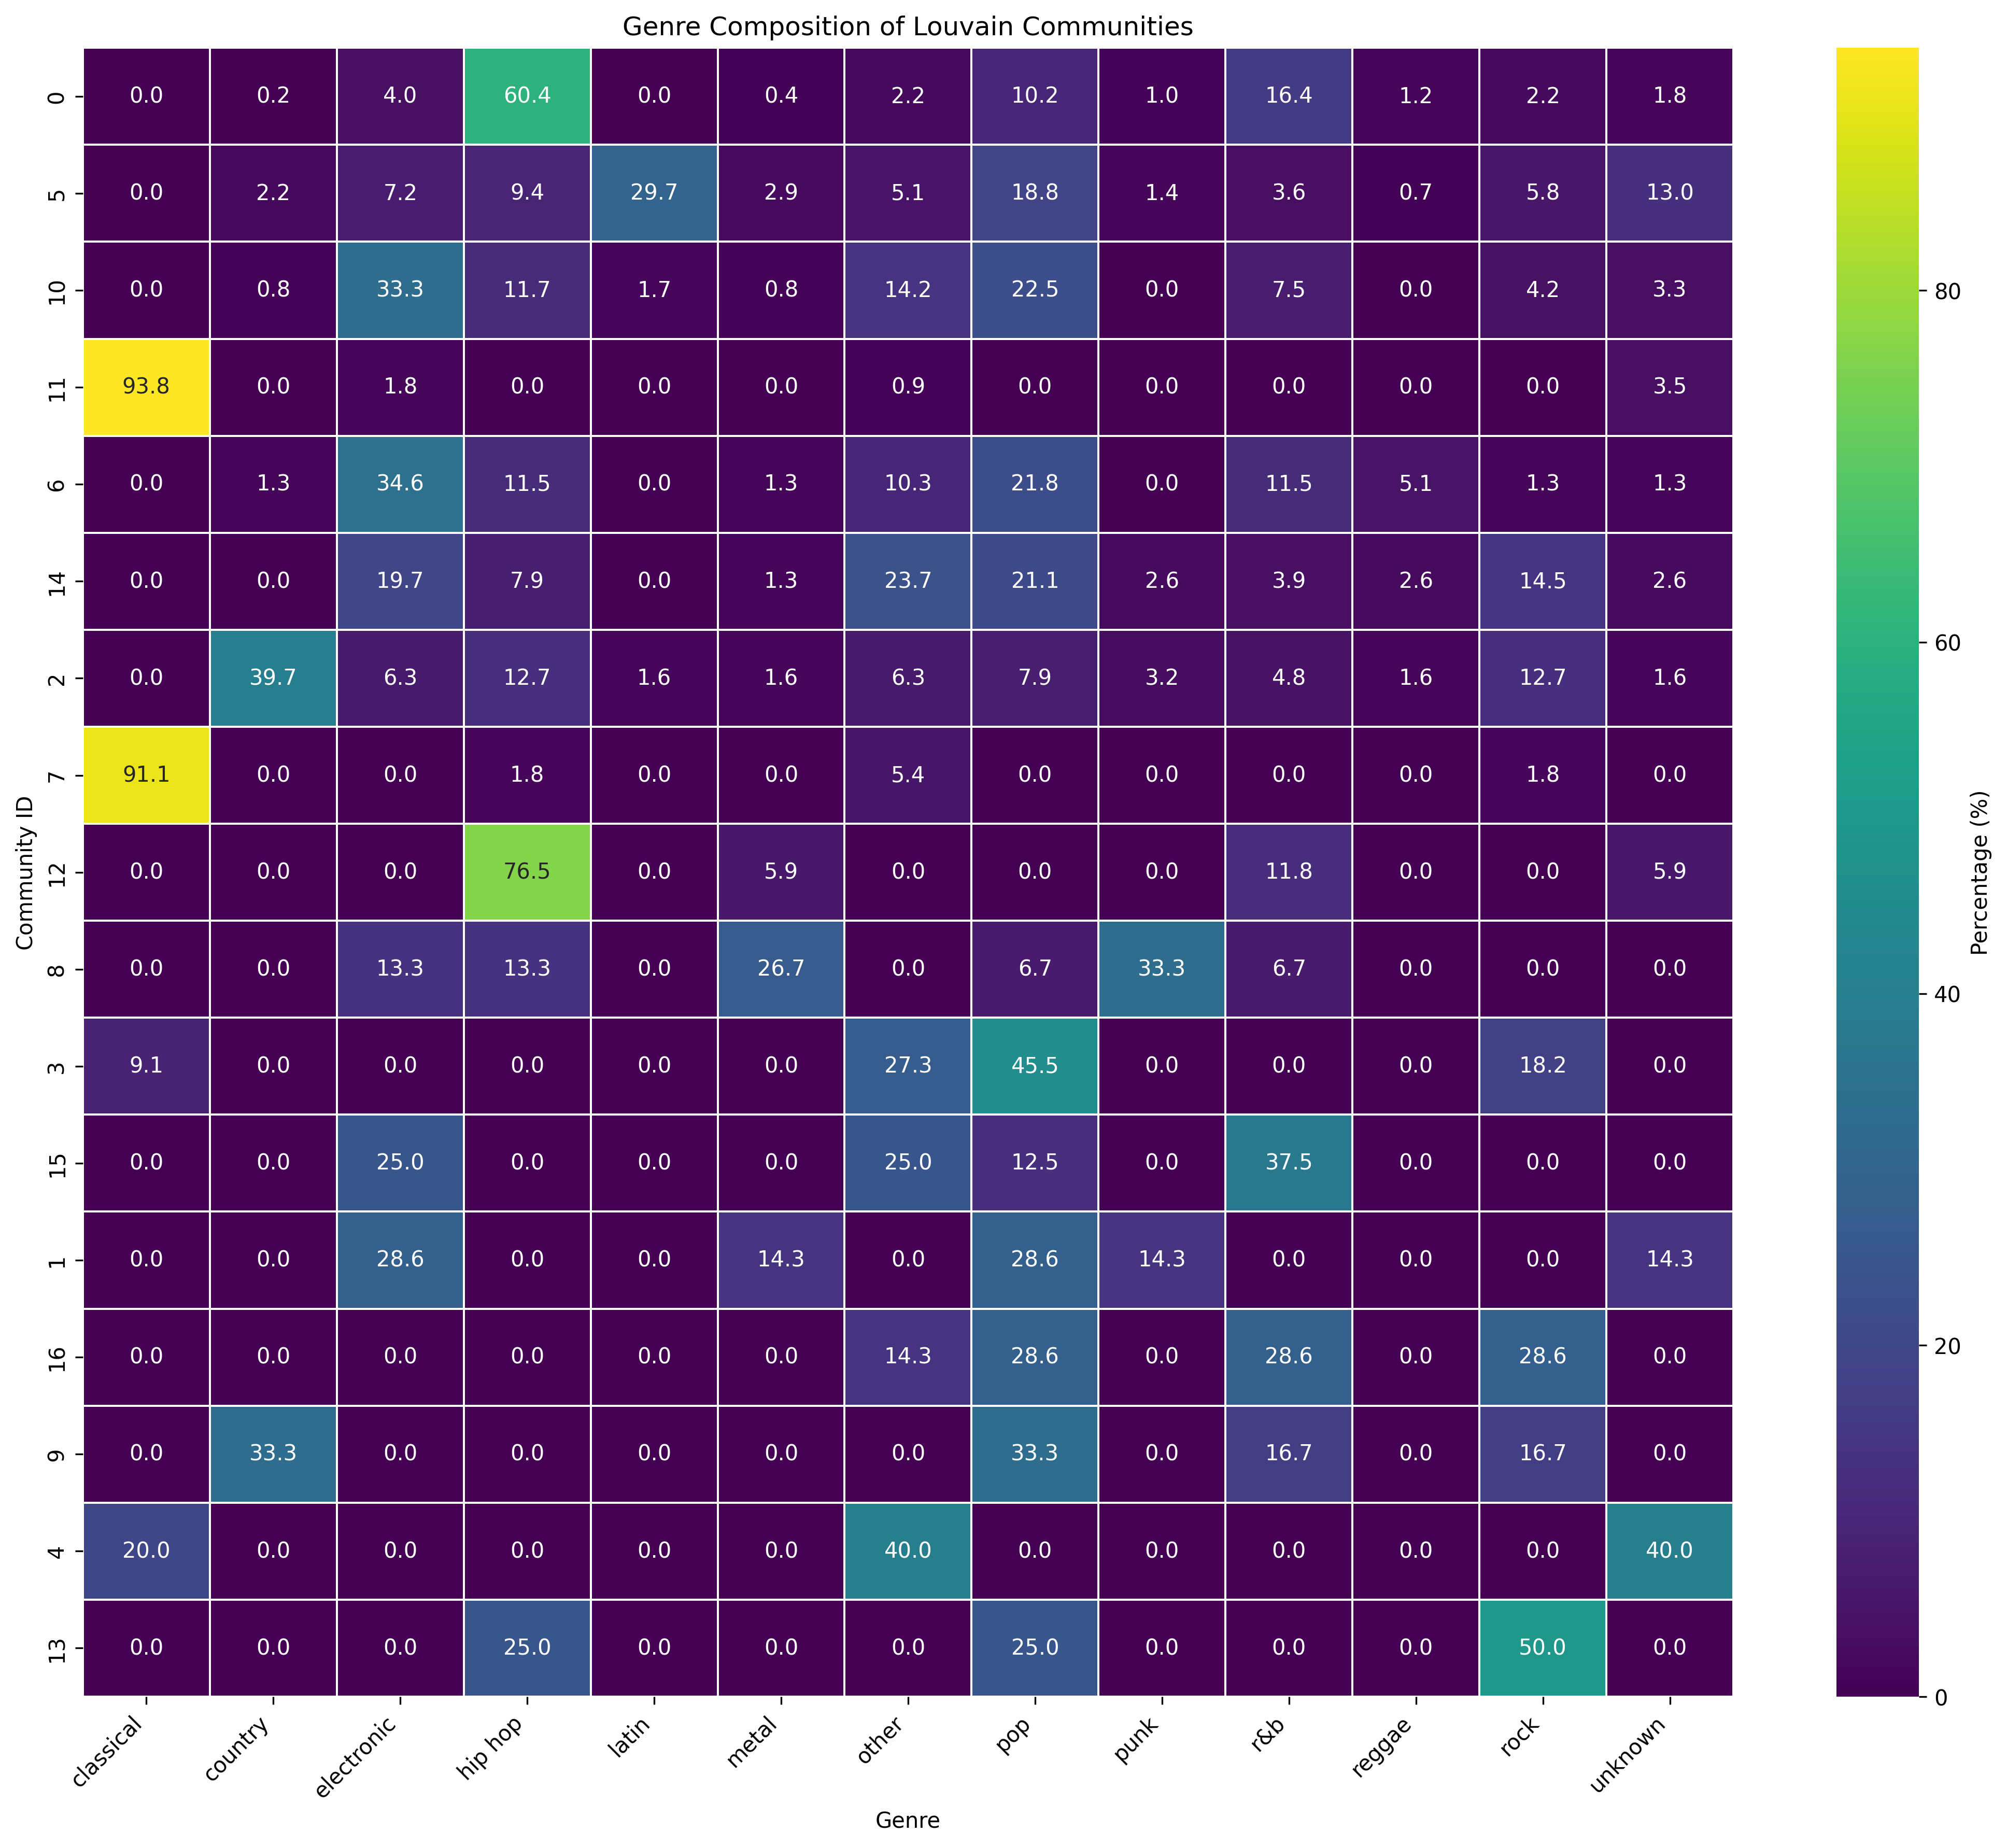 Genre Composition of Louvain Communities
0 0.0 0.2 4.0 60.4 0.0 0.4 2.2 10.2 1.0 16.4 1.2 2.2 1.8
5 0.0 2.2 7.2 9.4 29.7 2.9 5.1 18.8 1.4 3.6 0.7 5.8 13.0
10 0.0 0.8 33.3 11.7 1.7 0.8 14.2 22.5 0.0 7.5 0.0 4.2 3.3
11 93.8 0.0 1.8 0.0 0.0 0.0 0.9 0.0 0.0 0.0 0.0 0.0 3.5
6 0.0 1.3 34.6 11.5 0.0 1.3 10.3 21.8 0.0 11.5 5.1 1.3 1.3
14 0.0 0.0 19.7 7.9 0.0 1.3 23.7 21.1 2.6 3.9 2.6 14.5 2.6
2 0.0 39.7 6.3 12.7 1.6 1.6 6.3 7.9 3.2 4.8 1.6 12.7 1.6
7 91.1 0.0 0.0 1.8 0.0 0.0 5.4 0.0 0.0 0.0 0.0 1.8 0.0
12 0.0 0.0 0.0 76.5 0.0 5.9 0.0 0.0 0.0 11.8 0.0 0.0 5.9
8 0.0 0.0 13.3 13.3 0.0 26.7 0.0 6.7 33.3 6.7 0.0 0.0 0.0
3 9.1 0.0 0.0 0.0 0.0 0.0 27.3 45.5 0.0 0.0 0.0 18.2 0.0
15 0.0 0.0 25.0 0.0 0.0 0.0 25.0 12.5 0.0 37.5 0.0 0.0 0.0
1 0.0 0.0 28.6 0.0 0.0 14.3 0.0 28.6 14.3 0.0 0.0 0.0 14.3
16 0.0 0.0 0.0 0.0 0.0 0.0 14.3 28.6 0.0 28.6 0.0 28.6 0.0
9 0.0 33.3 0.0 0.0 0.0 0.0 0.0 33.3 0.0 16.7 0.0 16.7 0.0
4 20.0 0.0 0.0 0.0 0.0 0.0 40.0 0.0 0.0 0.0 0.0 0.0 40.0
13 0.0 0.0 0.0 25.0 0.0 0.0 0.0 25.0 0.0 0.0 0.0 50.0 0.0
Community ID
classical country electronic hip hop latin metal other pop punk r&b reggae rock unknown
Genre
80
60
40
20
0
Percentage (%)